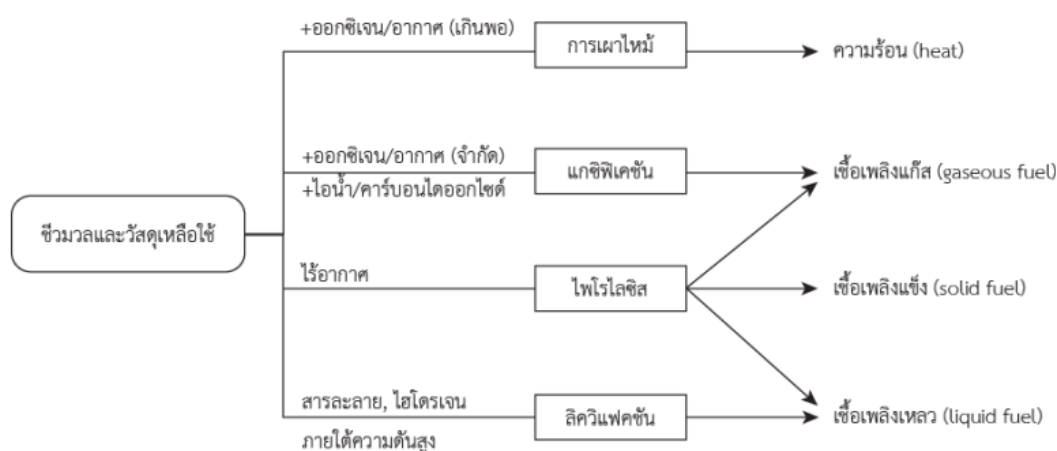 +ออกซิเจน/อากาศ (เกินพอ)
การเผาไหม้
ความร้อน (heat)
+ออกซิเจน/อากาศ (จำกัด)
+ไอน้ำ/คาร์บอนไดออกไซด์
แกซิฟิเคชัน
เชื้อเพลิงแก๊ส (gaseous fuel)
ชีวมวลและวัสดุเหลือใช้
ไร้อากาศ
ไพโรไลซิส
เชื้อเพลิงแข็ง (solid fuel)
สารละลาย, ไฮโดรเจน
ภายใต้ความดันสูง
ลิควิแฟคชัน
เชื้อเพลิงเหลว (liquid fuel)